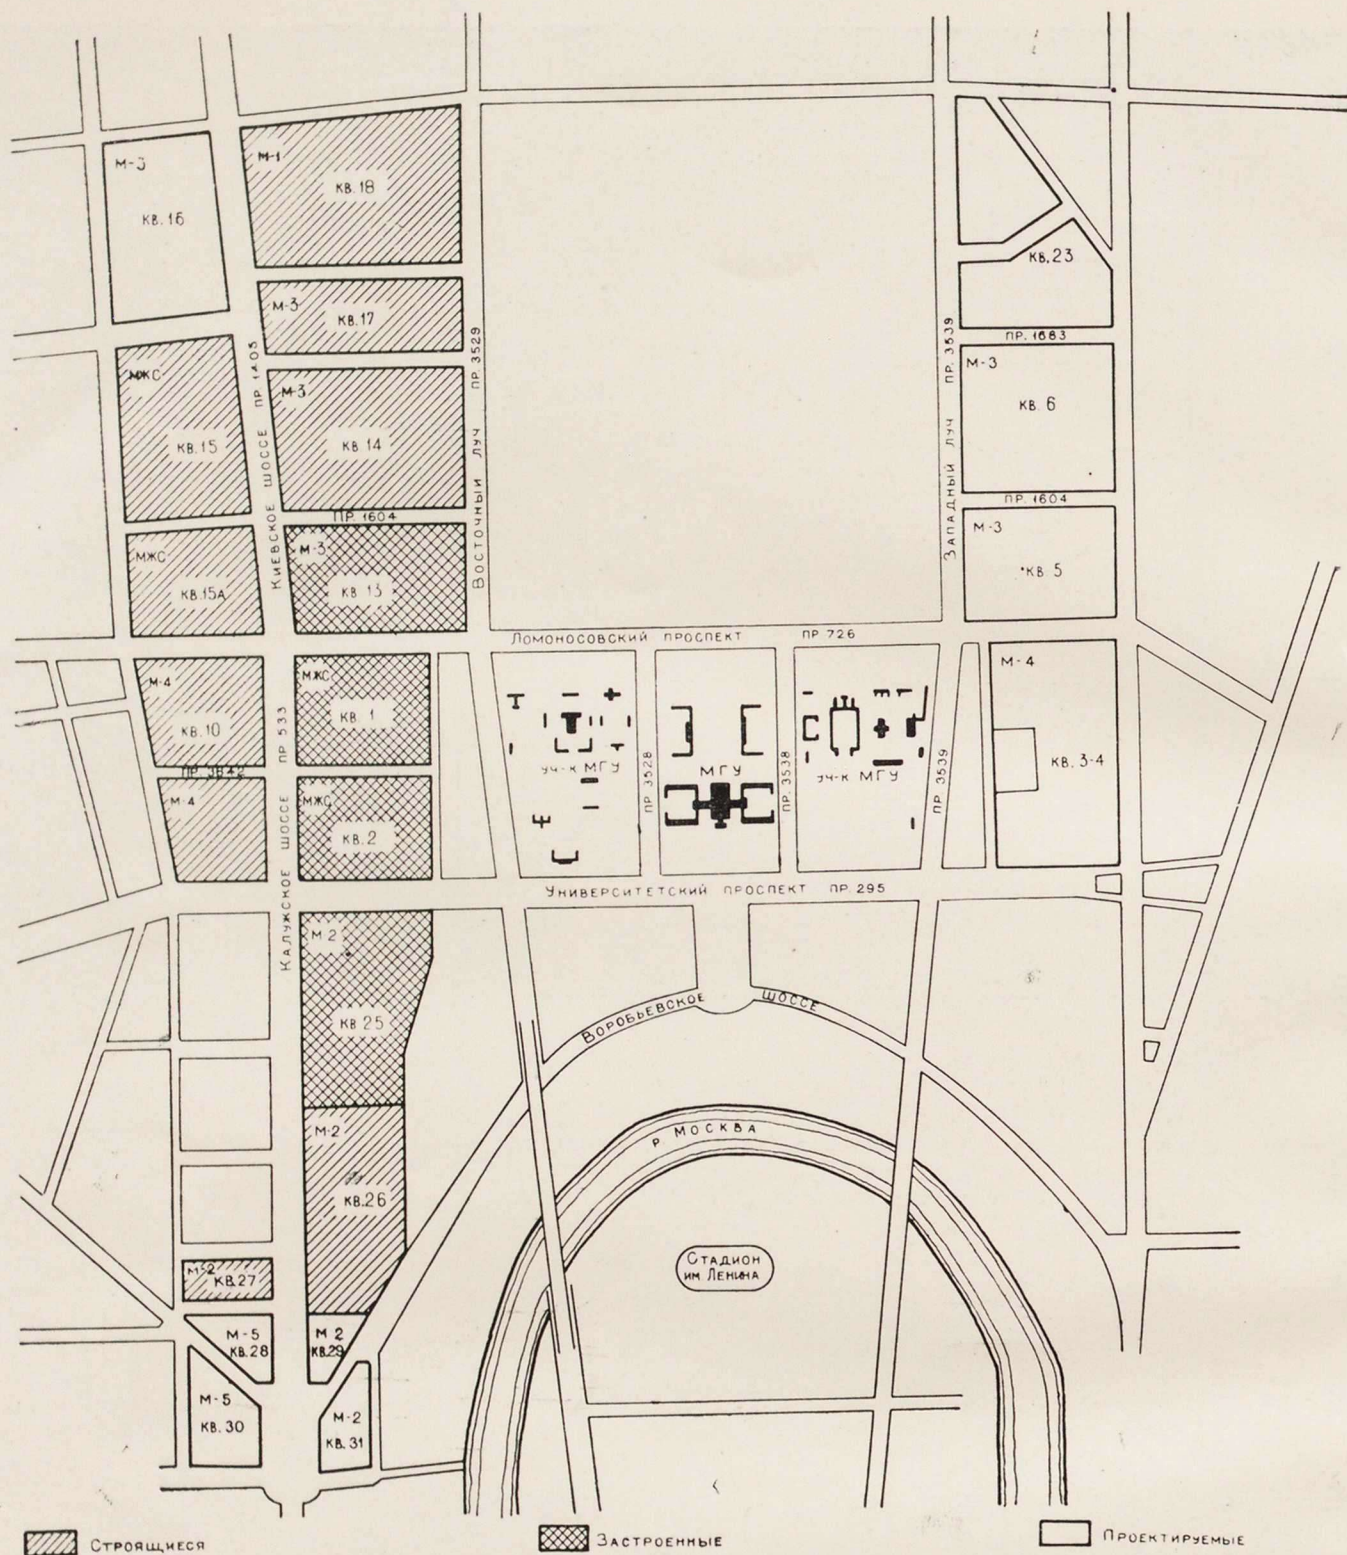 М-3
КВ. 16
М-1
КВ. 18
М-3
КВ. 17
МЖС
КВ. 15
М-3
КВ. 14
ПР. 1604
МЖС
КВ. 15А
М-3
КВ 13
КИЕВСКОЕ ШОССЕ ПР 1405
ВОСТОЧНЫЙ ЛУЧ ПР. 3529
ЗАПАДНЫЙ ЛУЧ ПР. 3539
КВ. 23
ПР. 1683
М-3
КВ. 6
ПР. 1604
М-3
КВ 5
ЛОМОНОСОВСКИЙ ПРОСПЕКТ ПР 726
М-4
КВ. 10
МЖС
КВ. 1
М-4
МЖС
КВ. 2
КАЛУЖСКОЕ ШОССЕ ПР 533
УЧ-К МГУ
ПР 3528
МГУ
ПР. 3538
УЧ-К МГУ
ПР. 3539
М-4
КВ. 3-4
УНИВЕРСИТЕТСКИЙ ПРОСПЕКТ ПР. 295
М 2
КВ 25
ВОРОБЬЕВСКОЕ ШОССЕ
М-2
КВ.26
Р. МОСКВА
СТАДИОН
ИМ ЛЕНИНА
М-2
КВ.27
М-5
КВ.28
М 2
КВ.29
М-5
КВ. 30
М-2
КВ. 31
СТРОЯЩИЕСЯ
ЗАСТРОЕННЫЕ
ПРОЕКТИРУЕМЫЕ